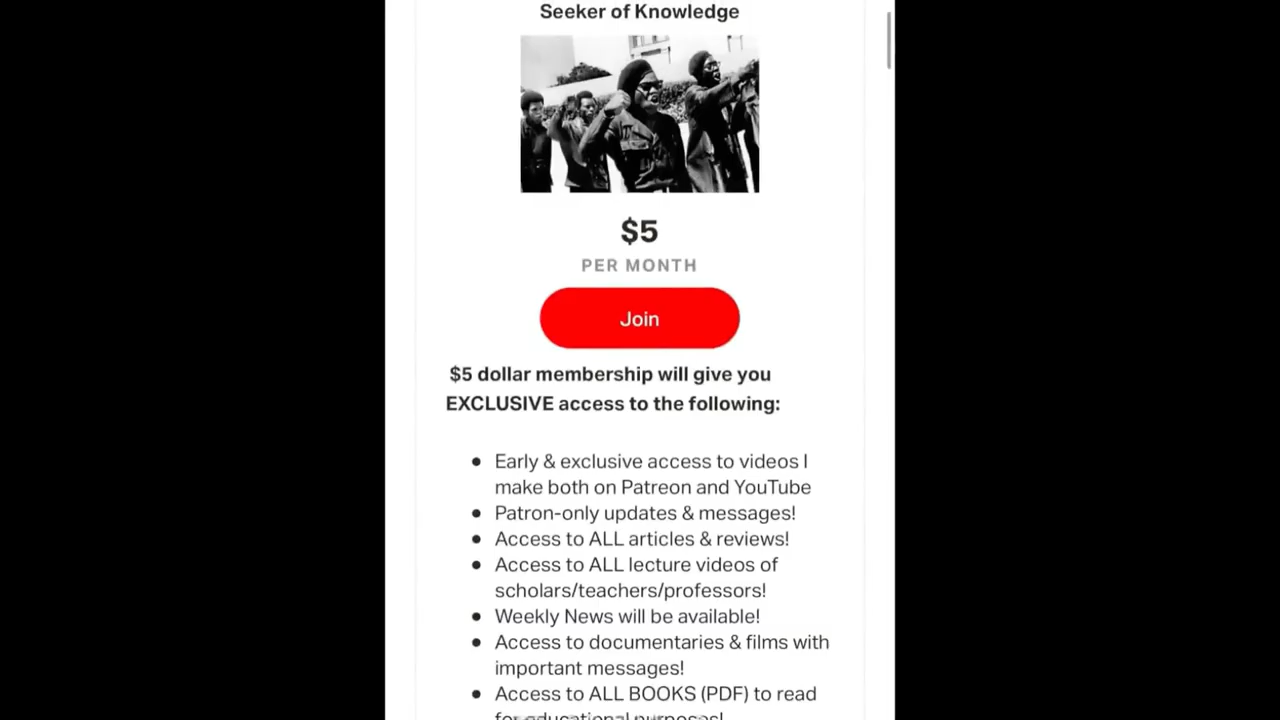 Seeker of Knowledge
$5
PER MONTH
Join
$5 dollar membership will give you
EXCLUSIVE access to the following:
● Early & exclusive access to videos I
make both on Patreon and YouTube
● Patron-only updates & messages!
● Access to ALL articles & reviews!
● Access to ALL lecture videos of
scholars/teachers/professors!
● Weekly News will be available!
● Access to documentaries & films with
important messages!
● Access to ALL BOOKS (PDF) to read
for educational purposes!